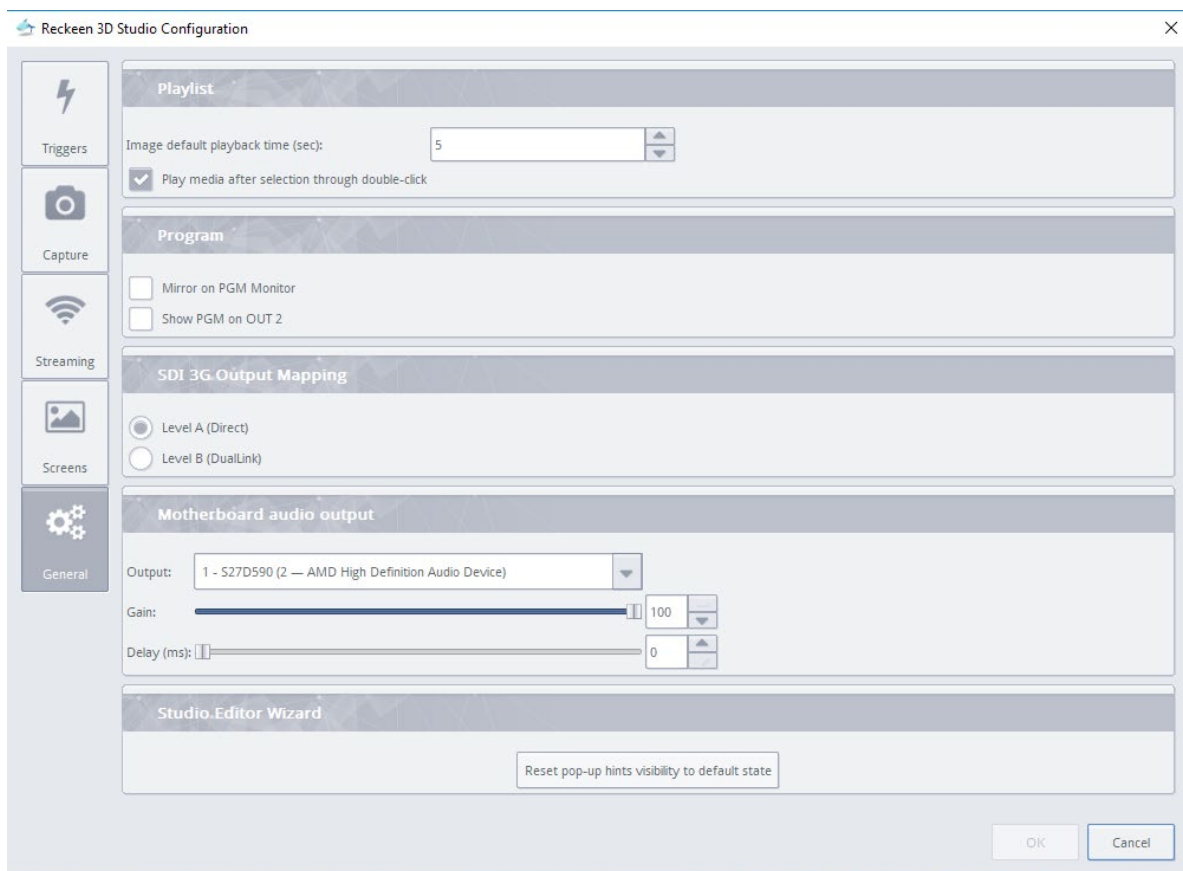 Reckeen 3D Studio Configuration
Triggers
Capture
Streaming
Screens
General
Playlist
Image default playback time (sec): 5
Play media after selection through double-click
Program
Mirror on PGM Monitor
Show PGM on OUT 2
SDI 3G Output Mapping
Level A (Direct)
Level B (DualLink)
Motherboard audio output
Output: 1 - S27D590 (2 — AMD High Definition Audio Device)
Gain: 100
Delay (ms): 0
Studio Editor Wizard
Reset pop-up hints visibility to default state
OK Cancel